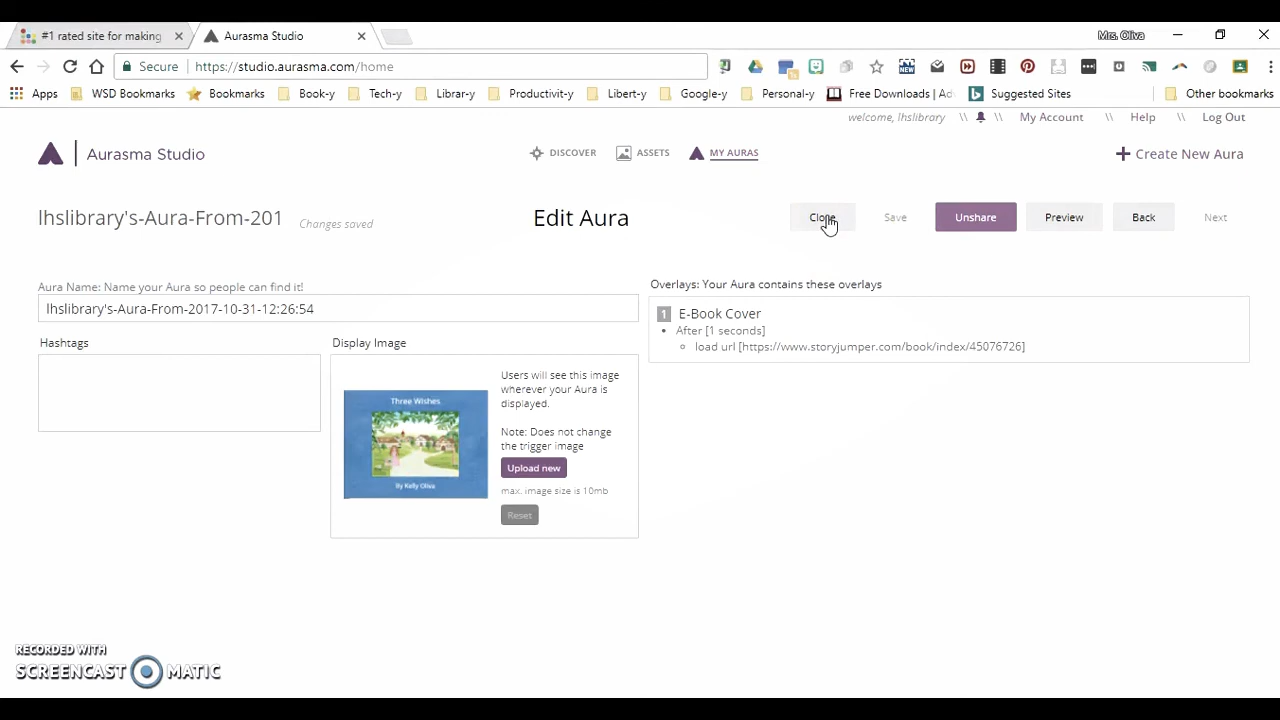 #1 rated site for making
Aurasma Studio
Mrs. Oliva
Secure
https://studio.aurasma.com/home
NEW
Apps
WSD Bookmarks
Bookmarks
Book-y
Tech-y
Librar-y
Productivit-y
Libert-y
Google-y
Personal-y
Free Downloads | Ad
Suggested Sites
Other bookmarks
welcome, lhslibrary \\ \\ My Account \\ Help \\ Log Out
Aurasma Studio
DISCOVER
ASSETS
MY AURAS
Create New Aura
lhslibrary's-Aura-From-201
Changes saved
Edit Aura
Save
Unshare
Preview
Back
Next
Aura Name: Name your Aura so people can find it!
lhslibrary's-Aura-From-2017-10-31-12:26:54
Hashtags
Display Image
Three Wishes
By Kelly Oliva
Users will see this image
wherever your Aura is
displayed.
Note: Does not change
the trigger image
Upload new
max. image size is 10mb
Reset
Overlays: Your Aura contains these overlays
1 E-Book Cover
After [1 seconds]
load url [https://www.storyjumper.com/book/index/45076726]
RECORDED WITH
SCREENCAST MATIC